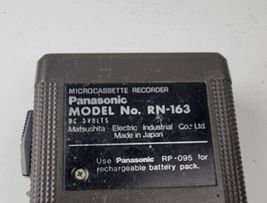 MICROCASSETTE RECORDER
Panasonic
MODEL No. RN-163
DC 3VOLTS
Matsushita Electric Industrial Co., Ltd.
Made in Japan
Use Panasonic RP-095 for
rechargeable battery pack.